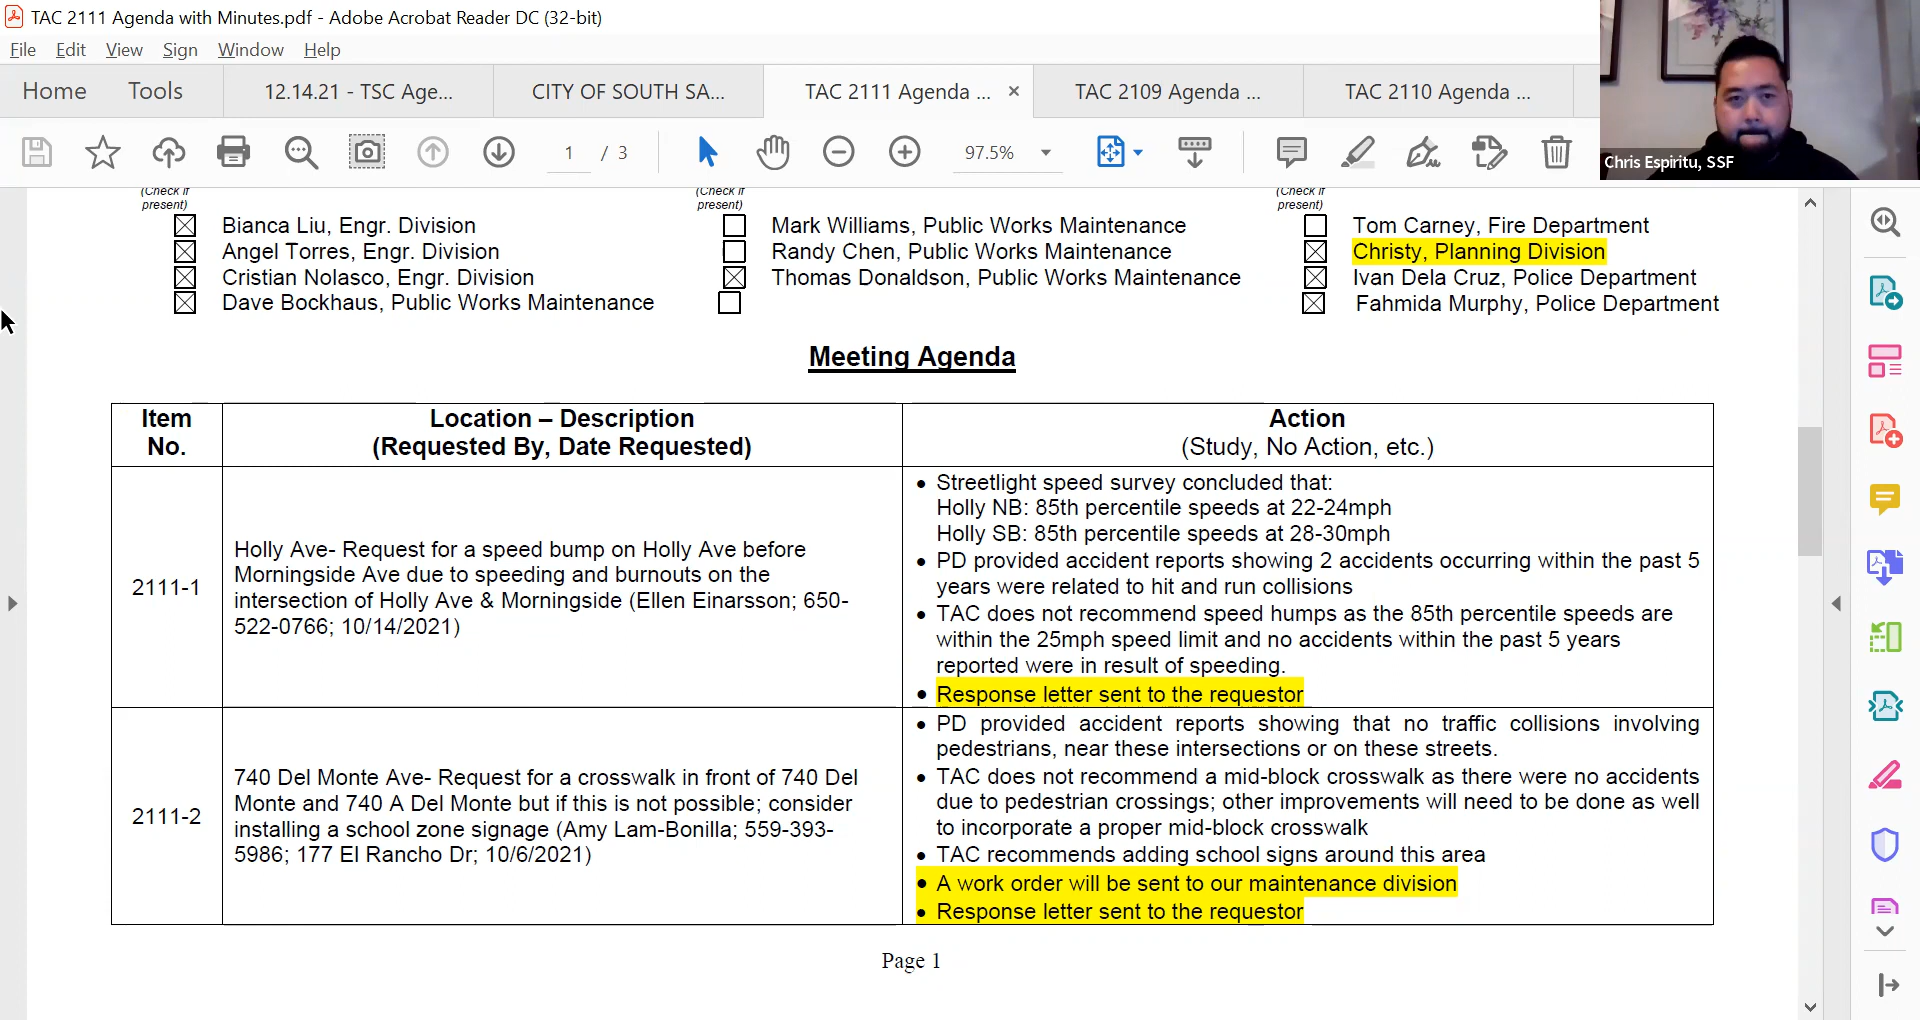 TAC 2111 Agenda with Minutes.pdf - Adobe Acrobat Reader DC (32-bit)
File Edit View Sign Window Help
Home Tools 12.14.21 - TSC Age... CITY OF SOUTH SA... TAC 2111 Agenda ... × TAC 2109 Agenda ... TAC 2110 Agenda ...
1 / 3 97.5%
Chris Espiritu, SSF
(Check if (Check if (Check if
present) present) present)
Bianca Liu, Engr. Division Mark Williams, Public Works Maintenance Tom Carney, Fire Department
Angel Torres, Engr. Division Randy Chen, Public Works Maintenance Christy, Planning Division
Cristian Nolasco, Engr. Division Thomas Donaldson, Public Works Maintenance Ivan Dela Cruz, Police Department
Dave Bockhaus, Public Works Maintenance Fahmida Murphy, Police Department
Meeting Agenda
Item No.
Location – Description
(Requested By, Date Requested)
Action
(Study, No Action, etc.)
2111-1
Holly Ave- Request for a speed bump on Holly Ave before
Morningside Ave due to speeding and burnouts on the
intersection of Holly Ave & Morningside (Ellen Einarsson; 650-
522-0766; 10/14/2021)
• Streetlight speed survey concluded that:
Holly NB: 85th percentile speeds at 22-24mph
Holly SB: 85th percentile speeds at 28-30mph
• PD provided accident reports showing 2 accidents occurring within the past 5
years were related to hit and run collisions
• TAC does not recommend speed humps as the 85th percentile speeds are
within the 25mph speed limit and no accidents within the past 5 years
reported were in result of speeding.
• Response letter sent to the requestor
2111-2
740 Del Monte Ave- Request for a crosswalk in front of 740 Del
Monte and 740 A Del Monte but if this is not possible; consider
installing a school zone signage (Amy Lam-Bonilla; 559-393-
5986; 177 El Rancho Dr; 10/6/2021)
• PD provided accident reports showing that no traffic collisions involving
pedestrians, near these intersections or on these streets.
• TAC does not recommend a mid-block crosswalk as there were no accidents
due to pedestrian crossings; other improvements will need to be done as well
to incorporate a proper mid-block crosswalk
• TAC recommends adding school signs around this area
• A work order will be sent to our maintenance division
• Response letter sent to the requestor
Page 1